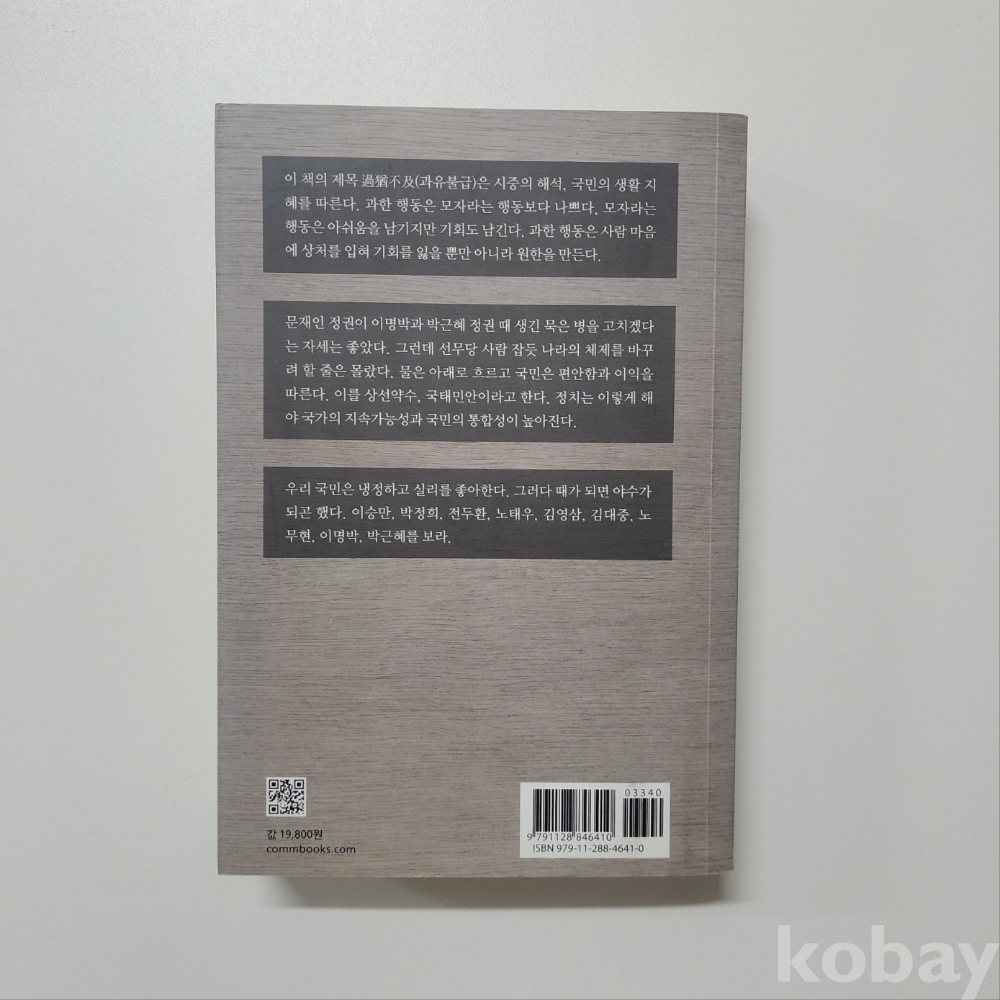 이 책의 제목 過猶不及(과유불급)은 시중의 해석, 국민의 생활 지
혜를 따른다. 과한 행동은 모자라는 행동보다 나쁘다. 모자라는
행동은 아쉬움을 남기지만 기회도 남긴다. 과한 행동은 사람 마음
에 상처를 입혀 기회를 잃을 뿐만 아니라 원한을 만든다.
문재인 정권이 이명박과 박근혜 정권 때 생긴 묵은 병을 고치겠다
는 자세는 좋았다. 그런데 선무당 사람 잡듯 나라의 체제를 바꾸
려 할 줄은 몰랐다. 물은 아래로 흐르고 국민은 편안함과 이익을
따른다. 이를 상선약수, 국태민안이라고 한다. 정치는 이렇게 해
야 국가의 지속가능성과 국민의 통합성이 높아진다.
우리 국민은 냉정하고 실리를 좋아한다. 그러다 때가 되면 야수가
되곤 했다. 이승만, 박정희, 전두환, 노태우, 김영삼, 김대중, 노
무현, 이명박, 박근혜를 보라.
값 19,800원
commbooks.com
03340
9 791128 846410
ISBN 979-11-288-4641-0
kobay